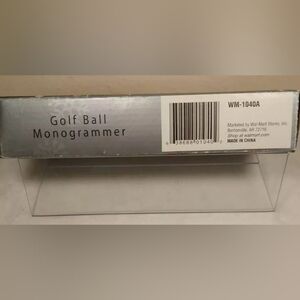 Golf Ball
Monogrammer
WM-1040A
Marketed by Wal-Mart Stores, Inc.
Bentonville, AR 72716
Shop at walmart.com
MADE IN CHINA